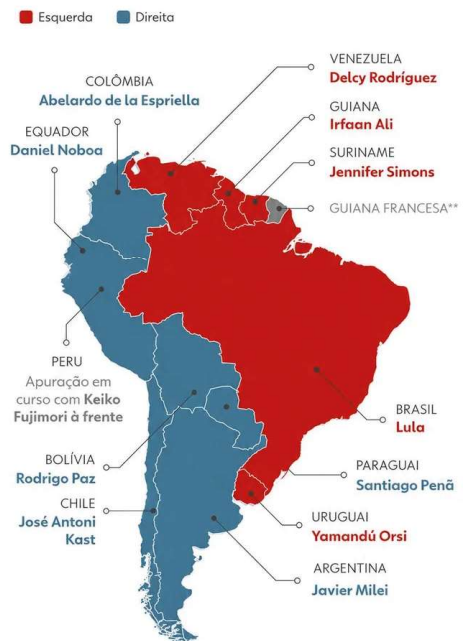 Esquerda
Direita
VENEZUELA
Delcy Rodríguez
COLÔMBIA
Abelardo de la Espriella
GUIANA
Irfaan Ali
EQUADOR
Daniel Noboa
SURINAME
Jennifer Simons
GUIANA FRANCESA**
PERU
Apuração em
curso com Keiko
Fujimori à frente
BRASIL
Lula
BOLÍVIA
Rodrigo Paz
PARAGUAI
Santiago Penã
CHILE
José Antoni
Kast
URUGUAI
Yamandú Orsi
ARGENTINA
Javier Milei